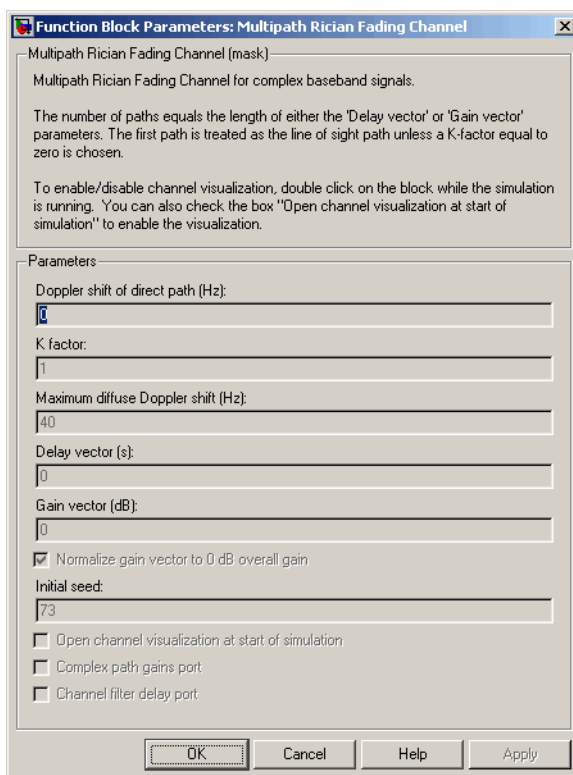 Function Block Parameters: Multipath Rician Fading Channel
Multipath Rician Fading Channel (mask)
Multipath Rician Fading Channel for complex baseband signals.
The number of paths equals the length of either the 'Delay vector' or 'Gain vector'
parameters. The first path is treated as the line of sight path unless a K-factor equal to
zero is chosen.
To enable/disable channel visualization, double click on the block while the simulation
is running.  You can also check the box "Open channel visualization at start of
simulation" to enable the visualization.
Parameters
Doppler shift of direct path (Hz):
0
K factor:
1
Maximum diffuse Doppler shift (Hz):
40
Delay vector (s):
0
Gain vector (dB):
0
Normalize gain vector to 0 dB overall gain
Initial seed:
73
Open channel visualization at start of simulation
Complex path gains port
Channel filter delay port
OK Cancel Help Apply